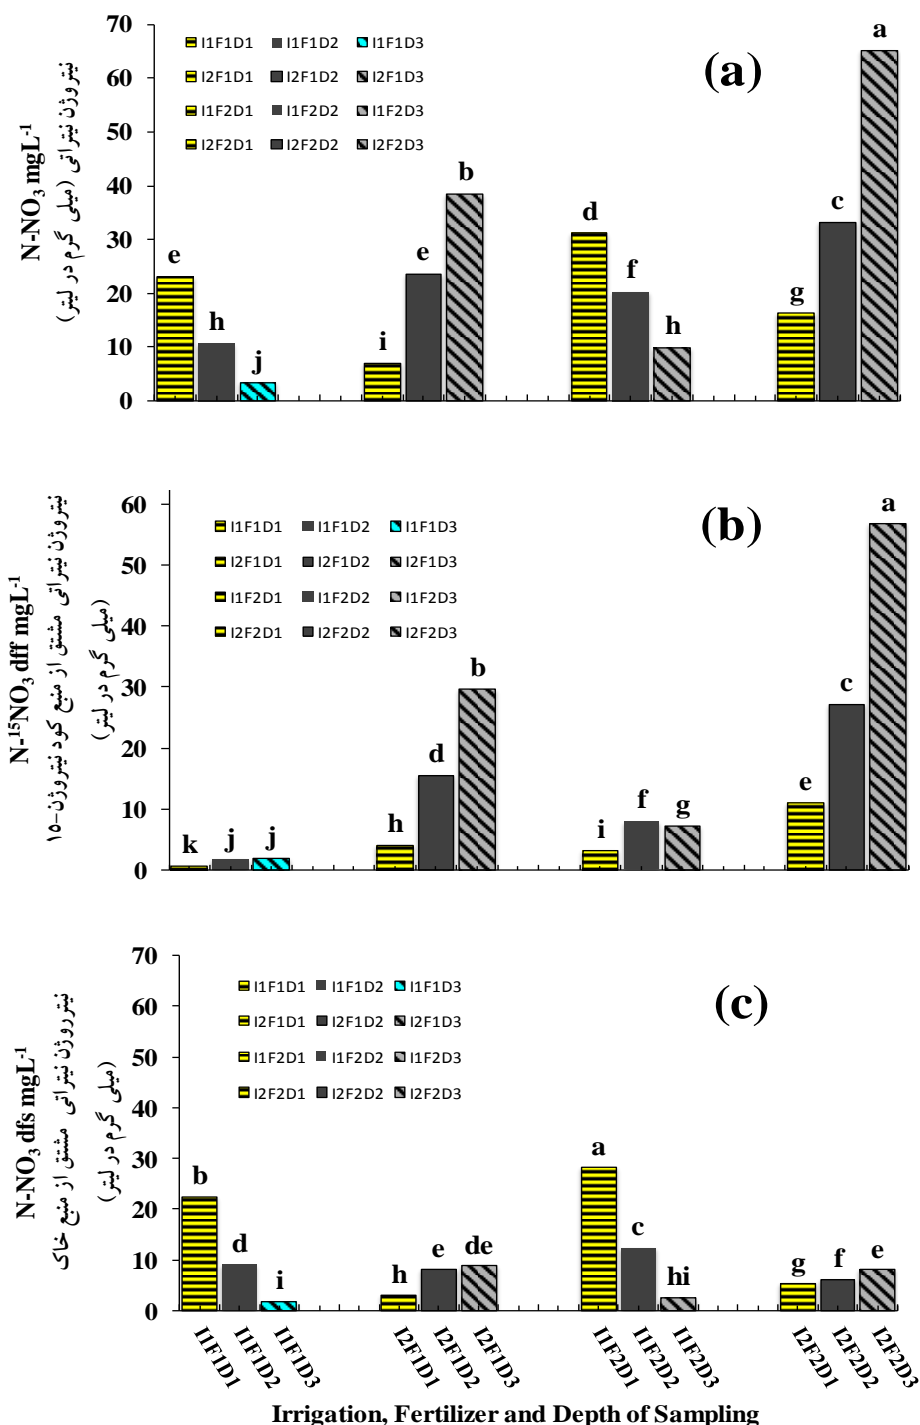 70
60
50
40
30
20
10
0
N-NO3 mgL-1
نیتروژن نیتراتی (میلی گرم در لیتر)
I1F1D1 I1F1D2 I1F1D3
I2F1D1 I2F1D2 I2F1D3
I1F2D1 I1F2D2 I1F2D3
I2F2D1 I2F2D2 I2F2D3
(a)
e h j i e b d f h g c a
60
50
40
30
20
10
0
N-15NO3 dff mgL-1
نیتروژن نیتراتی مشتق از منبع کود نیتروژن-۱۵
(میلی گرم در لیتر)
I1F1D1 I1F1D2 I1F1D3
I2F1D1 I2F1D2 I2F1D3
I1F2D1 I1F2D2 I1F2D3
I2F2D1 I2F2D2 I2F2D3
(b)
k j j h d b i f g e c a
70
60
50
40
30
20
10
0
N-NO3 dfs mgL-1
نیترروژن نیتراتی مشتق از منبع خاک
(میلی گرم در لیتر)
I1F1D1 I1F1D2 I1F1D3
I2F1D1 I2F1D2 I2F1D3
I1F2D1 I1F2D2 I1F2D3
I2F2D1 I2F2D2 I2F2D3
(c)
b d i h e de a c hi g f e
I1F1D1 I1F1D2 I1F1D3 I2F1D1 I2F1D2 I2F1D3 I1F2D1 I1F2D2 I1F2D3 I2F2D1 I2F2D2 I2F2D3
Irrigation, Fertilizer and Depth of Sampling